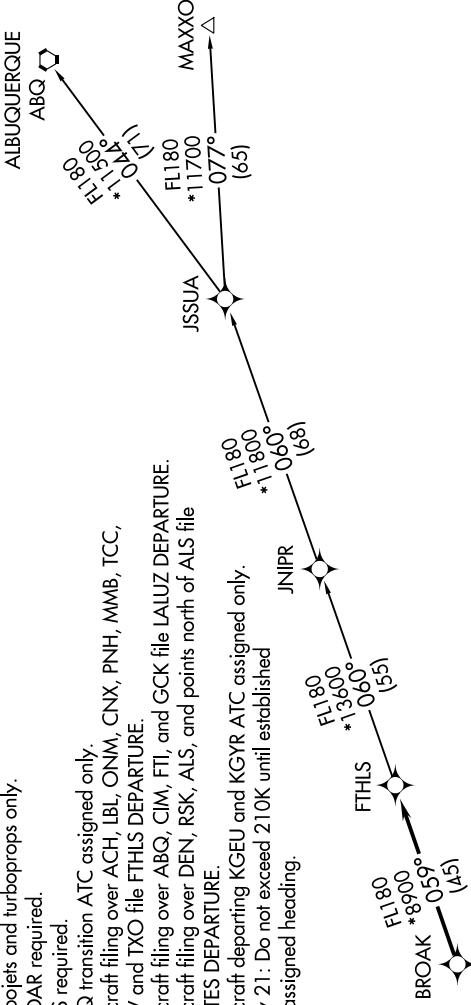 ALBUQUERQUE
ABQ
MAXXO
FL180
*11500
044°
(71)
FL180
*11700
077°
(65)
JSSUA
FL180
*11800
060°
(68)
JNIPR
FL180
*13600
060°
(55)
FTHLS
FL180
*8900
059°
(45)
BROAK
bojets and turboprops only.
DAR required.
S required.
Q transition ATC assigned only.
craft filing over ACH, LBL, ONM, CNX, PNH, MMB, TCC,
and TXO file FTHLS DEPARTURE.
craft filing over ABQ, CIM, FTI, and GCK file LALUZ DEPARTURE.
craft filing over DEN, RSK, ALS, and points north of ALS file
TES DEPARTURE.
craft departing KGEU and KGYR ATC assigned only.
y 21: Do not exceed 210K until established
assigned heading.